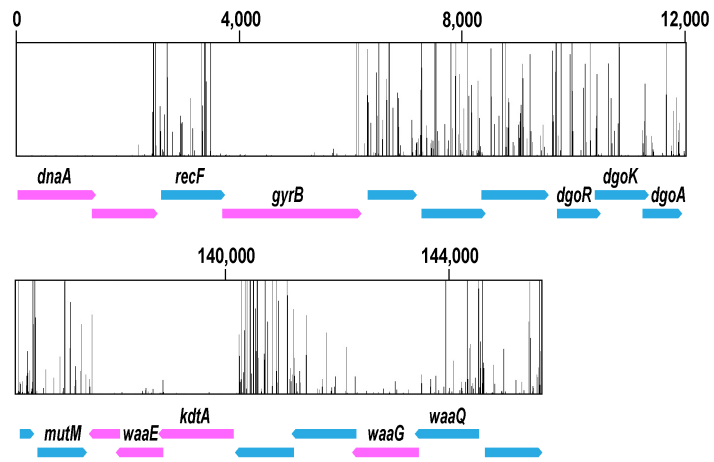 0 4,000 8,000 12,000
dnaA recF gyrB dgoR dgoK dgoA
140,000 144,000
mutM waaE kdtA waaG waaQ